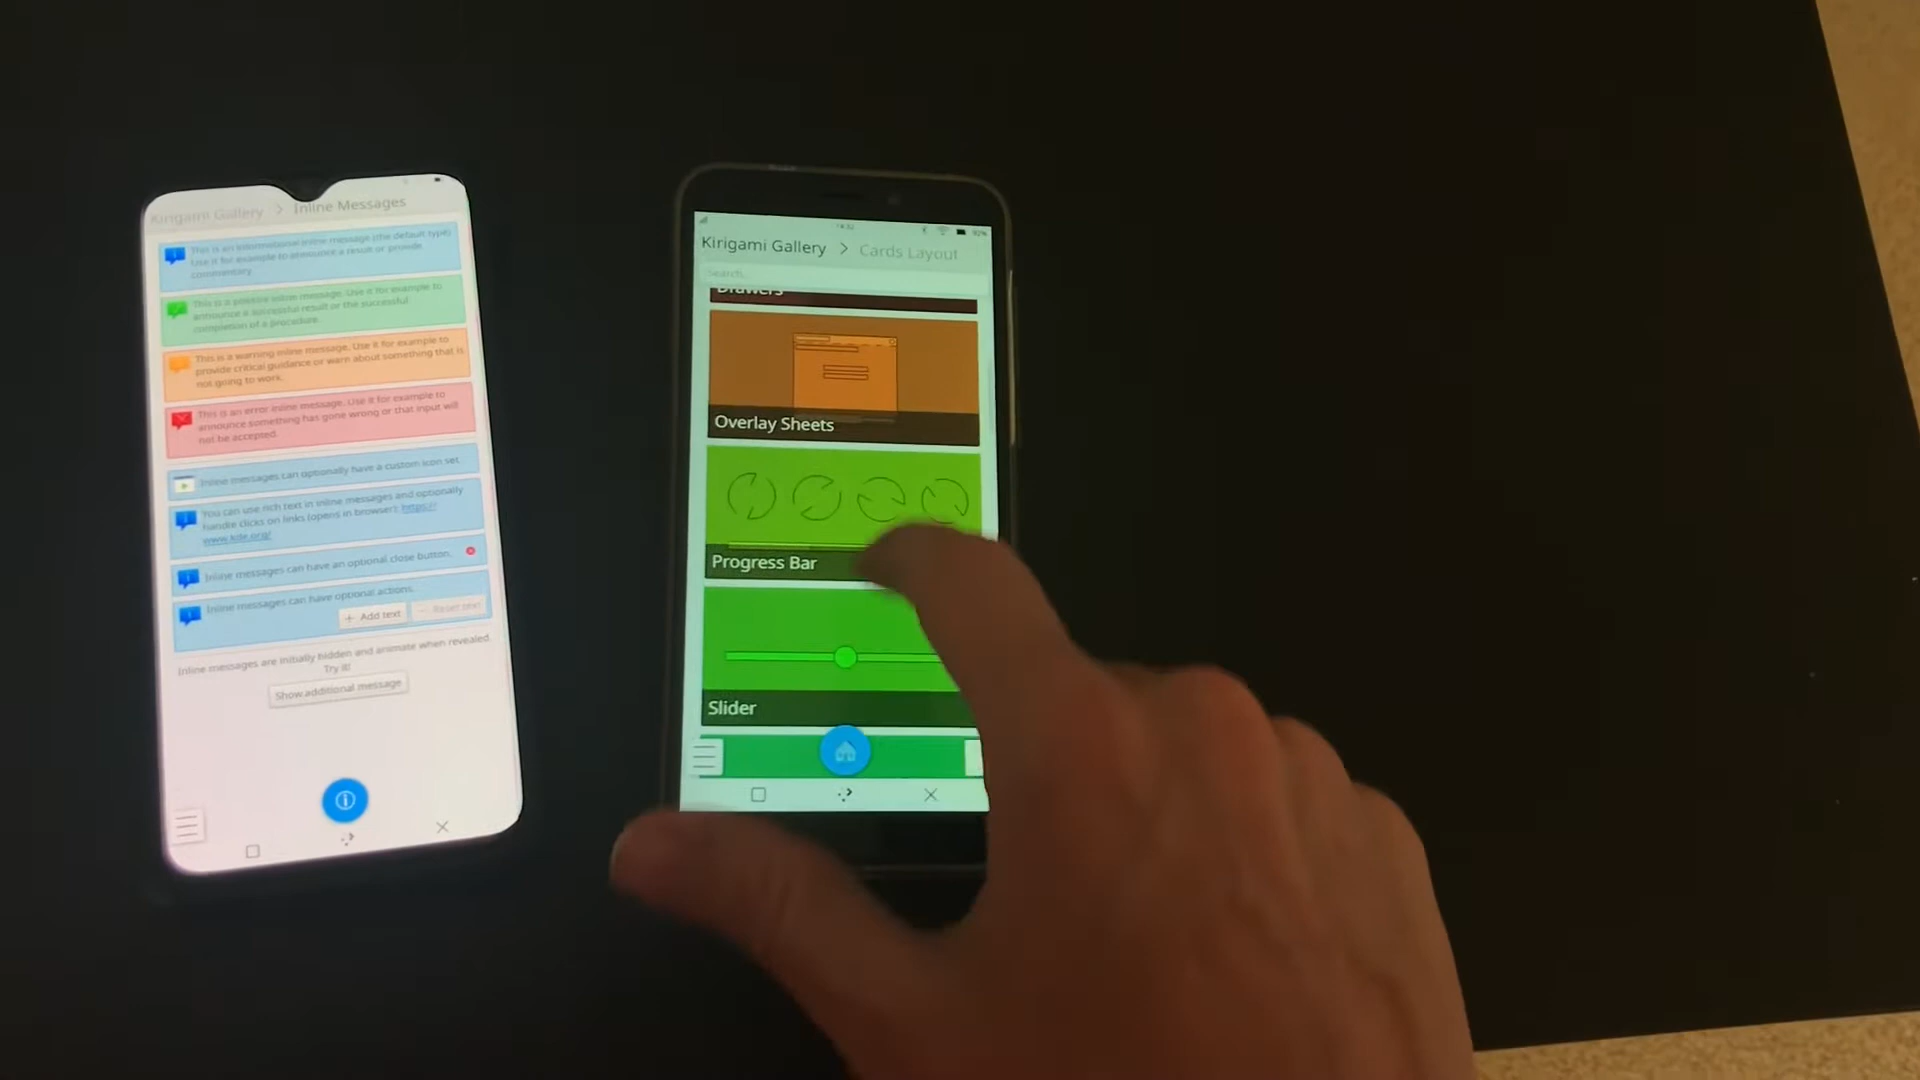 Kirigami Gallery > Inline Messages
This is an informational inline message (the default type)
Use it for example to announce a result or provide
commentary.
This is a positive inline message. Use it for example to
announce a successful result or the successful
completion of a procedure.
This is a warning inline message. Use it for example to
provide critical guidance or warn about something that is
not going to work.
This is an error inline message. Use it for example to
announce something has gone wrong or that input will
not be accepted.
Inline messages can optionally have a custom icon set.
You can use rich text in inline messages and optionally
handle clicks on links (opens in browser): https://
www.kde.org/
Inline messages can have an optional close button.
Inline messages can have optional actions.
+ Add text
Reset text
Inline messages are initially hidden and animate when revealed.
Try it!
Show additional message
14:32
92%
Kirigami Gallery > Cards Layout
Search...
Drawers
Overlay Sheets
Progress Bar
Slider